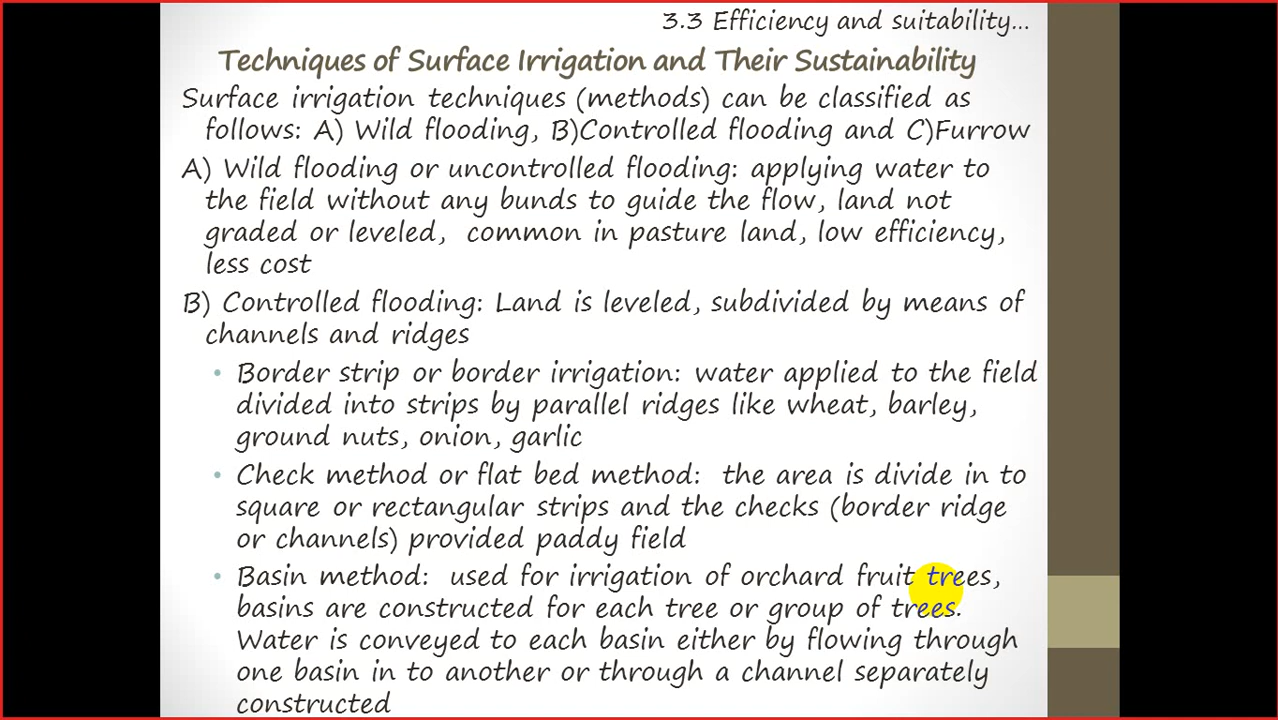 3.3 Efficiency and suitability...
Techniques of Surface Irrigation and Their Sustainability
Surface irrigation techniques (methods) can be classified as
follows: A) Wild flooding, B)Controlled flooding and C)Furrow
A) Wild flooding or uncontrolled flooding: applying water to
the field without any bunds to guide the flow, land not
graded or leveled, common in pasture land, low efficiency,
less cost
B) Controlled flooding: Land is leveled, subdivided by means of
channels and ridges
• Border strip or border irrigation: water applied to the field
divided into strips by parallel ridges like wheat, barley,
ground nuts, onion, garlic
• Check method or flat bed method: the area is divide in to
square or rectangular strips and the checks (border ridge
or channels) provided paddy field
• Basin method: used for irrigation of orchard fruit trees,
basins are constructed for each tree or group of trees.
Water is conveyed to each basin either by flowing through
one basin in to another or through a channel separately
constructed